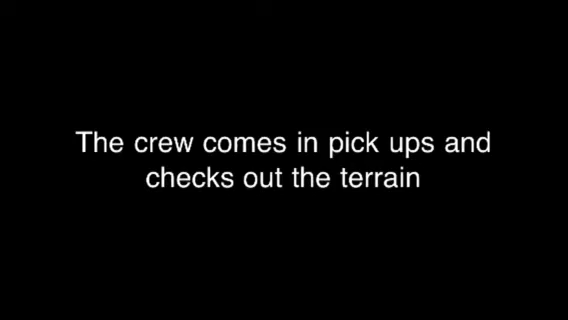 The crew comes in pick ups and
checks out the terrain